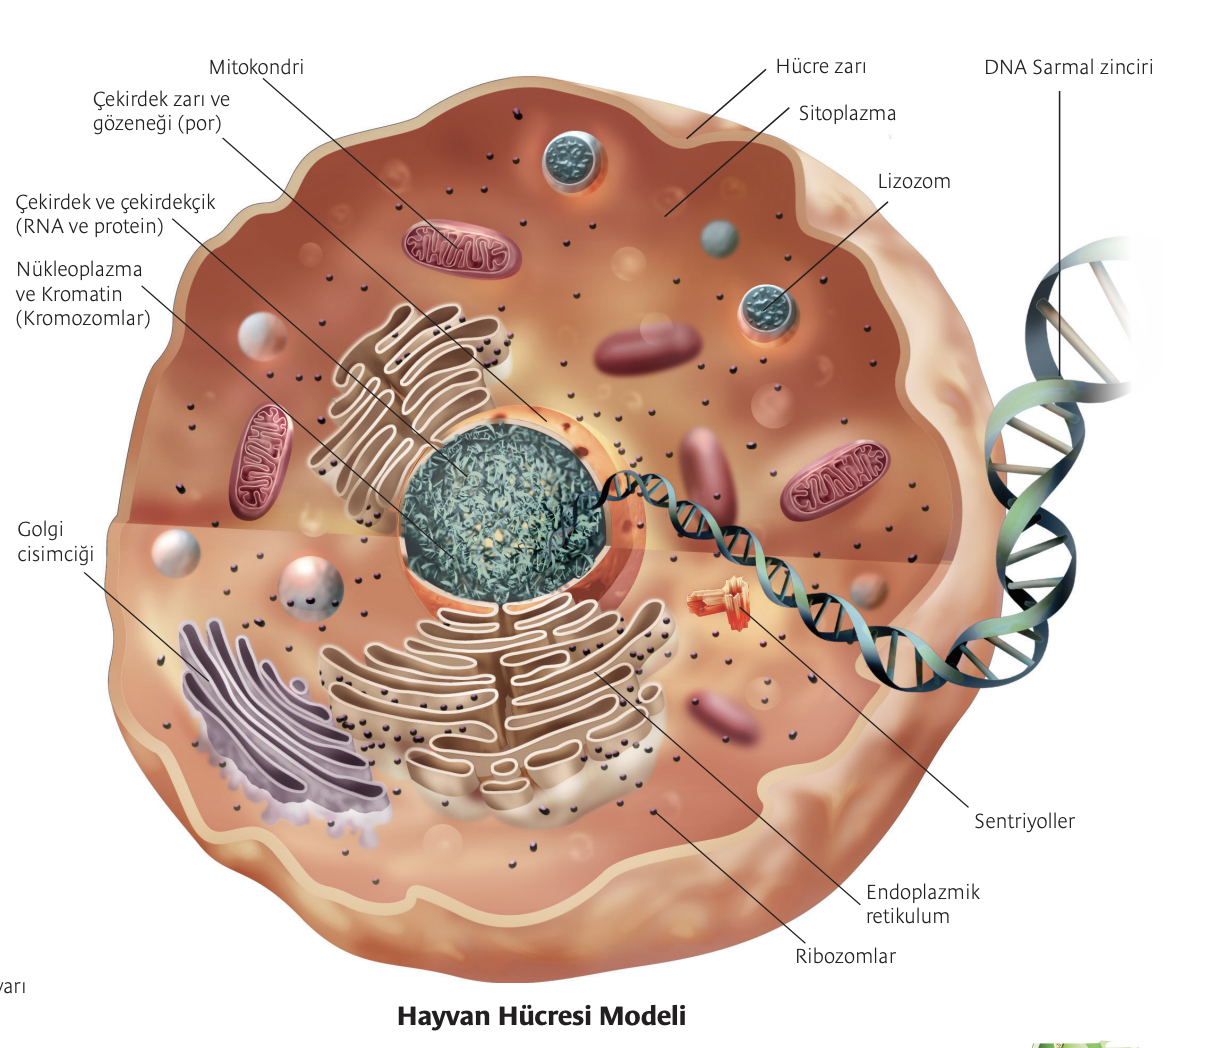 Mitokondri
Çekirdek zarı ve
gözeneği (por)
Çekirdek ve çekirdekçik
(RNA ve protein)
Nükleoplazma
ve Kromatin
(Kromozomlar)
Golgi
cisimciği
Hücre zarı
Sitoplazma
Lizozom
DNA Sarmal zinciri
Sentriyoller
Endoplazmik
retikulum
Ribozomlar
Hayvan Hücresi Modeli